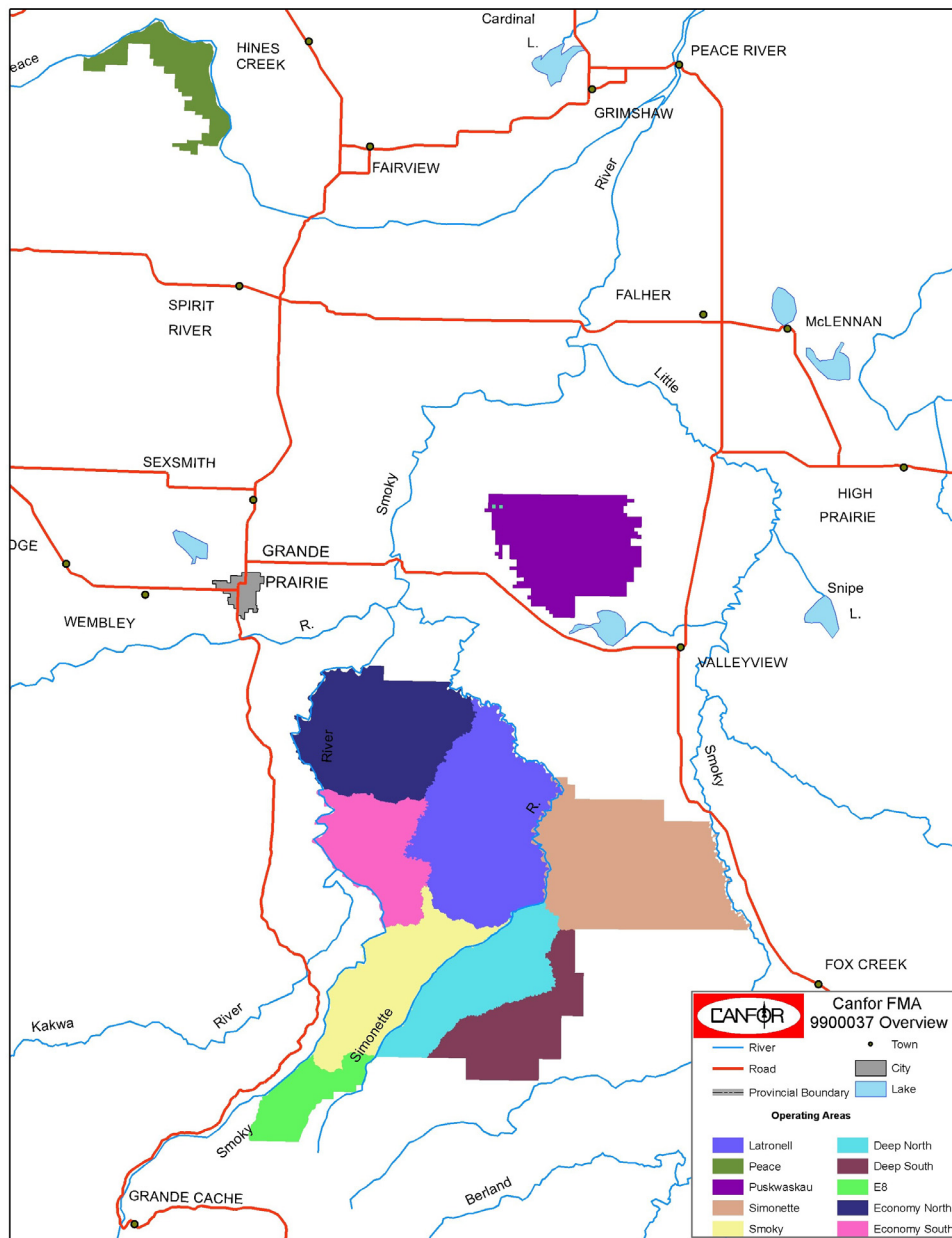 Cardinal
L.
HINES
CREEK
eace
PEACE RIVER
GRIMSHAW
FAIRVIEW
River
SPIRIT
RIVER
FALHER
McLENNAN
Little
SEXSMITH
Smoky
HIGH
PRAIRIE
DGE
GRANDE
PRAIRIE
WEMBLEY
R.
Snipe
L.
VALLEYVIEW
River
Smoky
R.
FOX CREEK
Kakwa
River
Simonette
Smoky
Berland
GRANDE CACHE
CANFOR
Canfor FMA
9900037 Overview
River
Road
Provincial Boundary
Town
City
Lake
Operating Areas
Latronell
Peace
Puskwaskau
Simonette
Smoky
Deep North
Deep South
E8
Economy North
Economy South